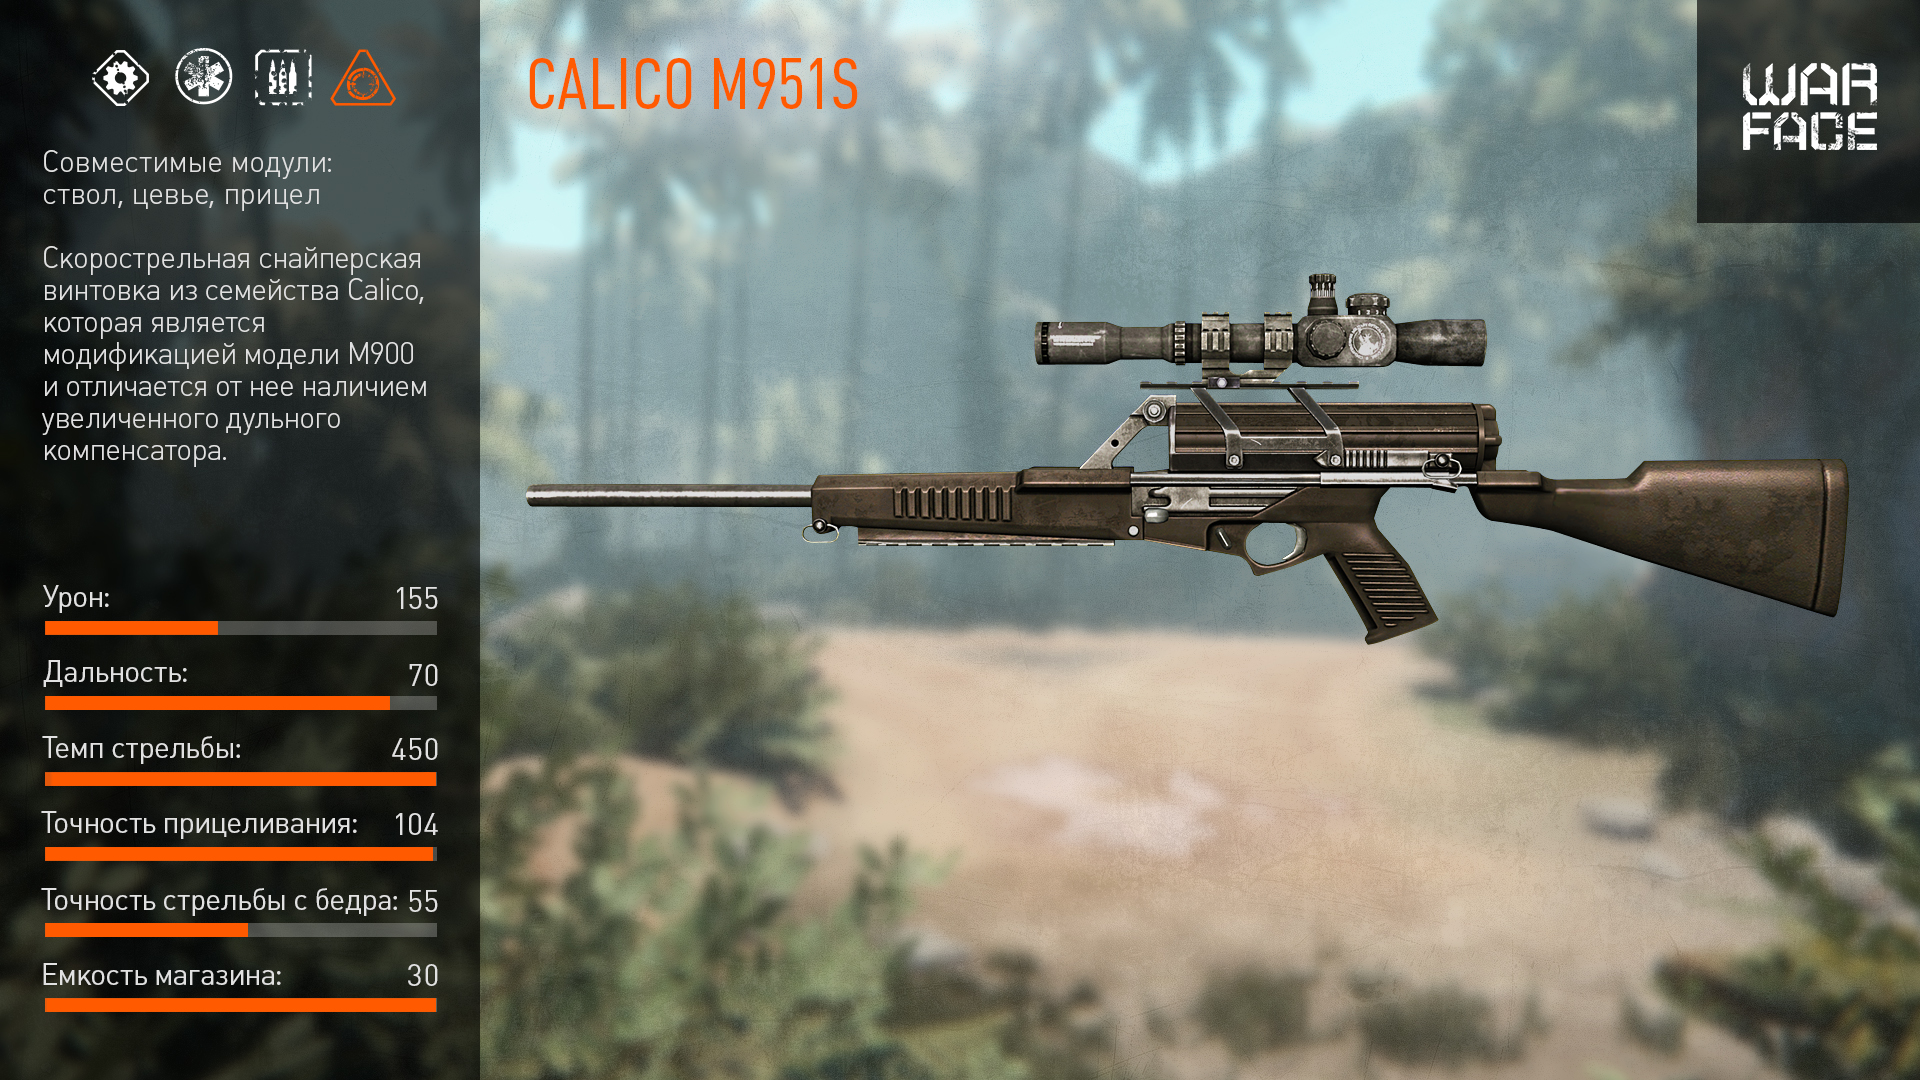 CALICO M951S
WAR
FACE
Совместимые модули:
ствол, цевье, прицел
Скорострельная снайперская
винтовка из семейства Calico,
которая является
модификацией модели М900
и отличается от нее наличием
увеличенного дульного
компенсатора.
Урон: 155
Дальность: 70
Темп стрельбы: 450
Точность прицеливания: 104
Точность стрельбы с бедра: 55
Емкость магазина: 30